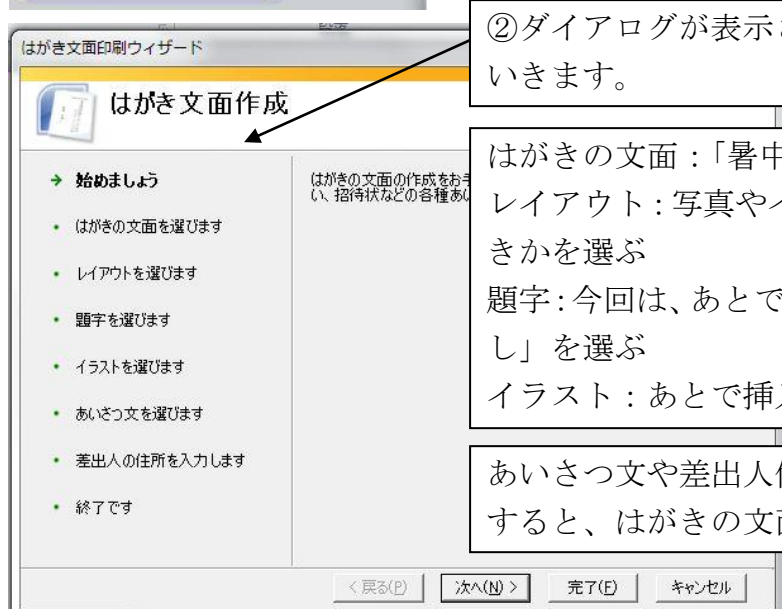 はがき文面印刷ウィザード
はがき文面作成
始めましょう
はがきの文面を選びます
レイアウトを選びます
題字を選びます
イラストを選びます
あいさつ文を選びます
差出人の住所を入力します
終了です
はがきの文面の作成をお
い、招待状などの各種あい
< 戻る(P)
次へ(N) >
完了(F)
キャンセル
②ダイアログが表示
いきます。
はがきの文面：「暑中
レイアウト：写真や
きかを選ぶ
題字：今回は、あとで
し」を選ぶ
イラスト：あとで挿
あいさつ文や差出人
すると、はがきの文